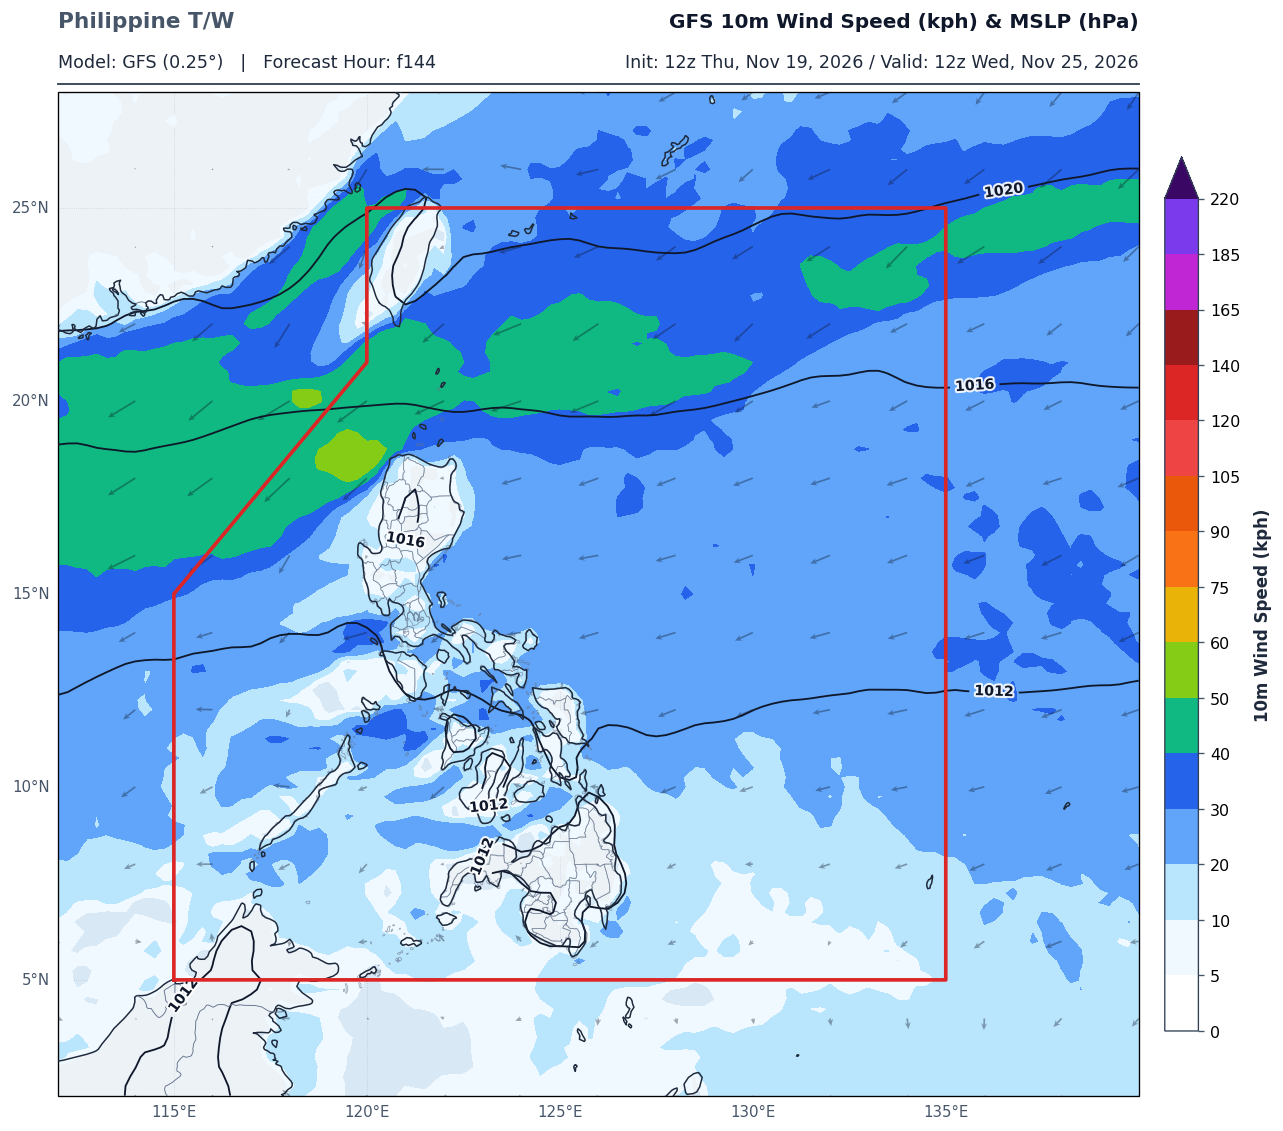 Philippine T/W
GFS 10m Wind Speed (kph) & MSLP (hPa)
Model: GFS (0.25°)   |   Forecast Hour: f144
Init: 12z Thu, Nov 19, 2026 / Valid: 12z Wed, Nov 25, 2026
25°N
20°N
15°N
10°N
5°N
115°E
120°E
125°E
130°E
135°E
1020
1016
1016
1012
1012
1012
1012
220
185
165
140
120
105
90
75
60
50
40
30
20
10
5
0
10m Wind Speed (kph)